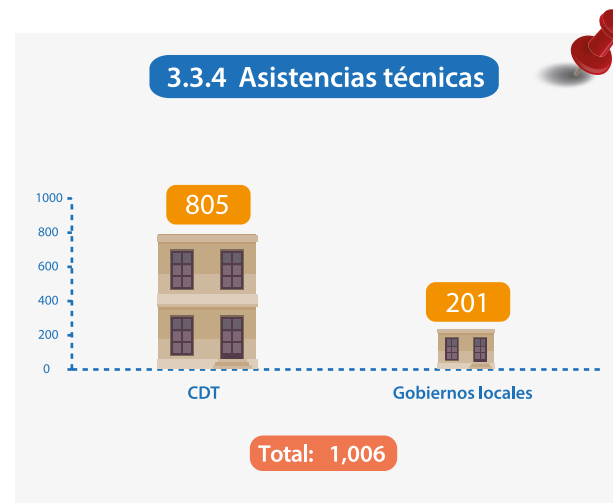 3.3.4 Asistencias técnicas
1000
800
600
400
200
0
805
201
CDT
Gobiernos locales
Total: 1,006